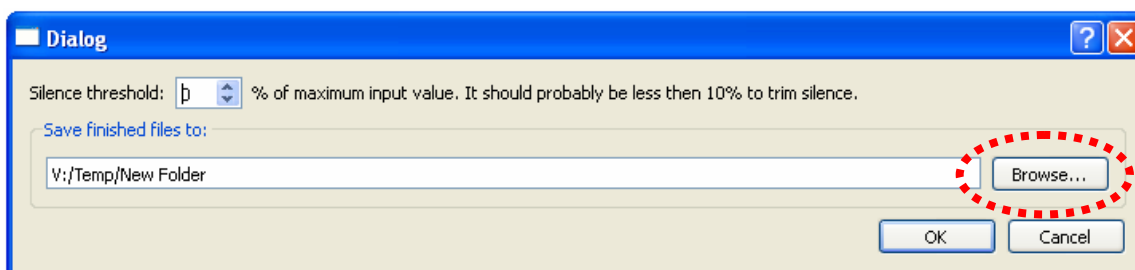 Dialog
Silence threshold: 0 % of maximum input value. It should probably be less then 10% to trim silence.
Save finished files to:
V:/Temp/New Folder Browse...
OK Cancel